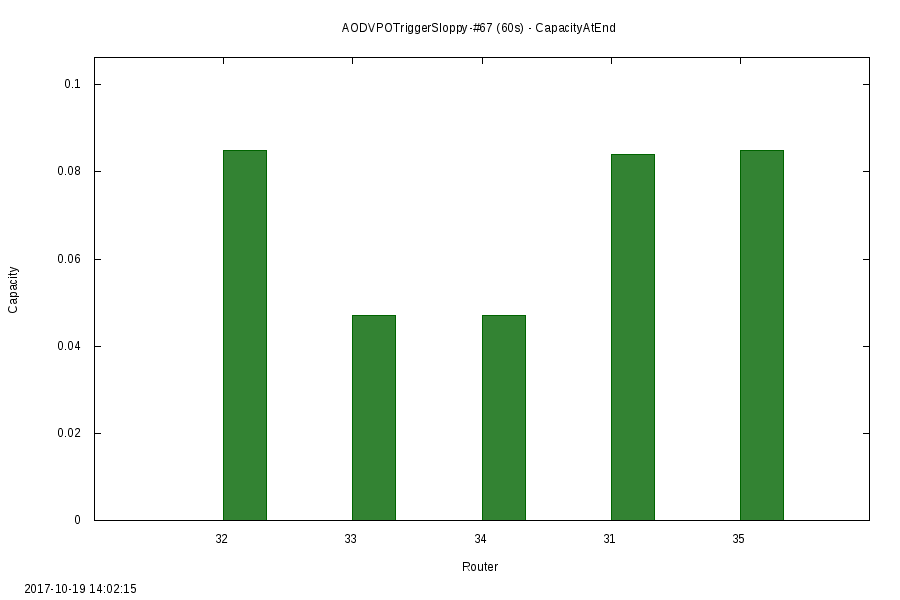 AODVPOTriggerSloppy-#67 (60s) - CapacityAtEnd
0.1
0.08
0.06
0.04
0.02
0
Capacity
32 33 34 31 35
Router
2017-10-19 14:02:15